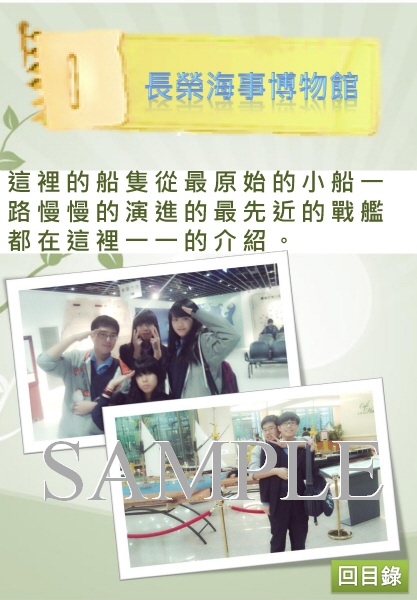 長榮海事博物館
這裡的船隻從最原始的小船一
路慢慢的演進的最先近的戰艦
都在這裡一一的介紹。
SAMPLE
回目錄